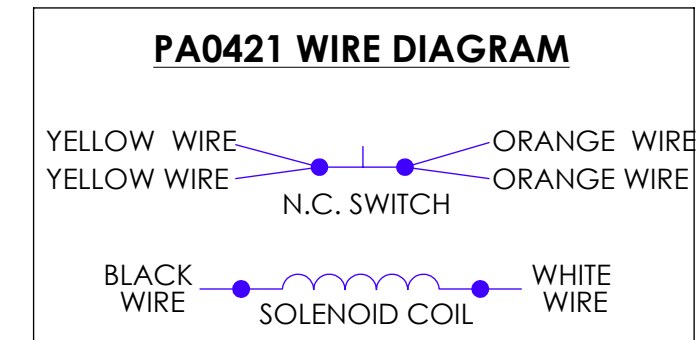 PA0421 WIRE DIAGRAM
YELLOW WIRE
ORANGE WIRE
YELLOW WIRE
ORANGE WIRE
N.C. SWITCH
BLACK
WIRE
WHITE
WIRE
SOLENOID COIL